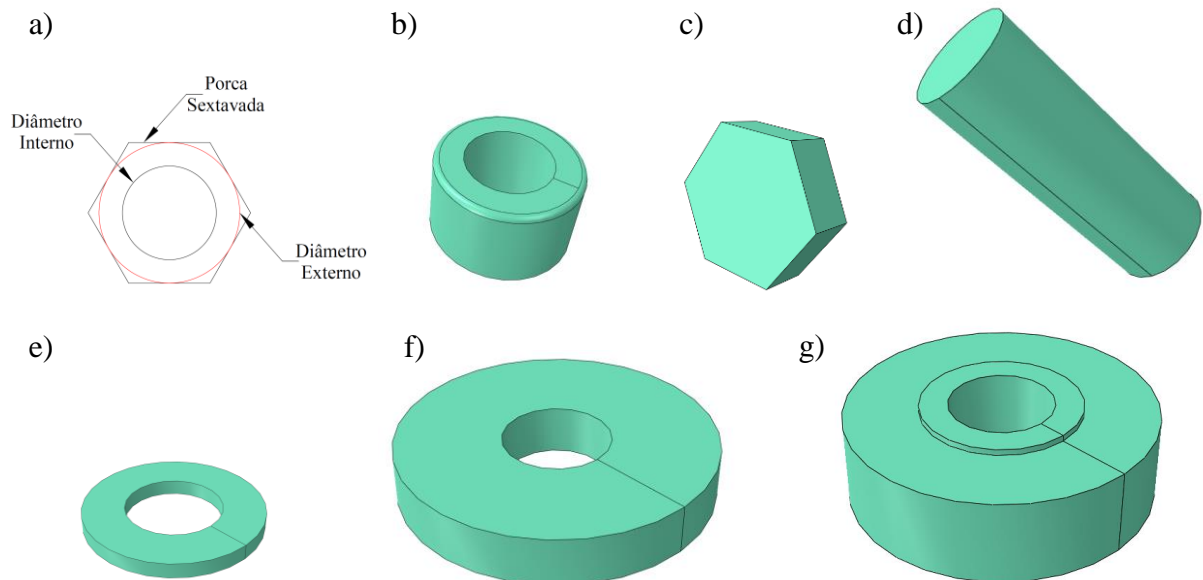 a)
b)
c)
d)
Porca
Sextavada
Diâmetro
Interno
Diâmetro
Externo
e)
f)
g)